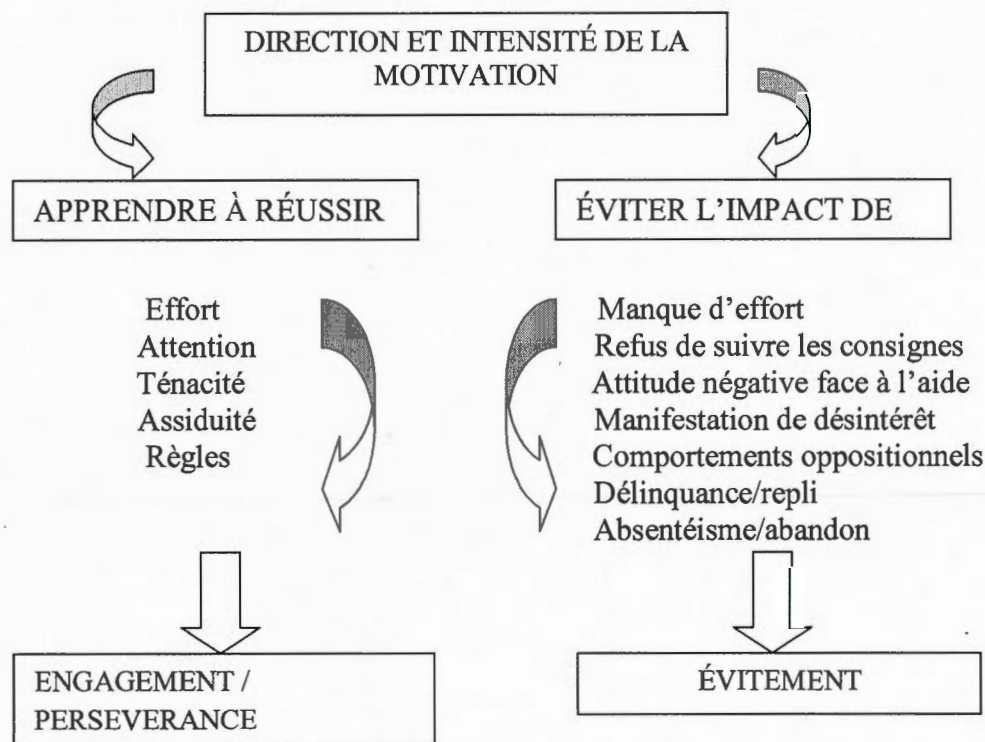 DIRECTION ET INTENSITÉ DE LA
MOTIVATION
APPRENDRE À RÉUSSIR
ÉVITER L'IMPACT DE
Effort
Attention
Ténacité
Assiduité
Règles
Manque d'effort
Refus de suivre les consignes
Attitude négative face à l'aide
Manifestation de désintérêt
Comportements oppositionnels
Délinquance/repli
Absentéisme/abandon
ENGAGEMENT /
PERSEVERANCE
ÉVITEMENT